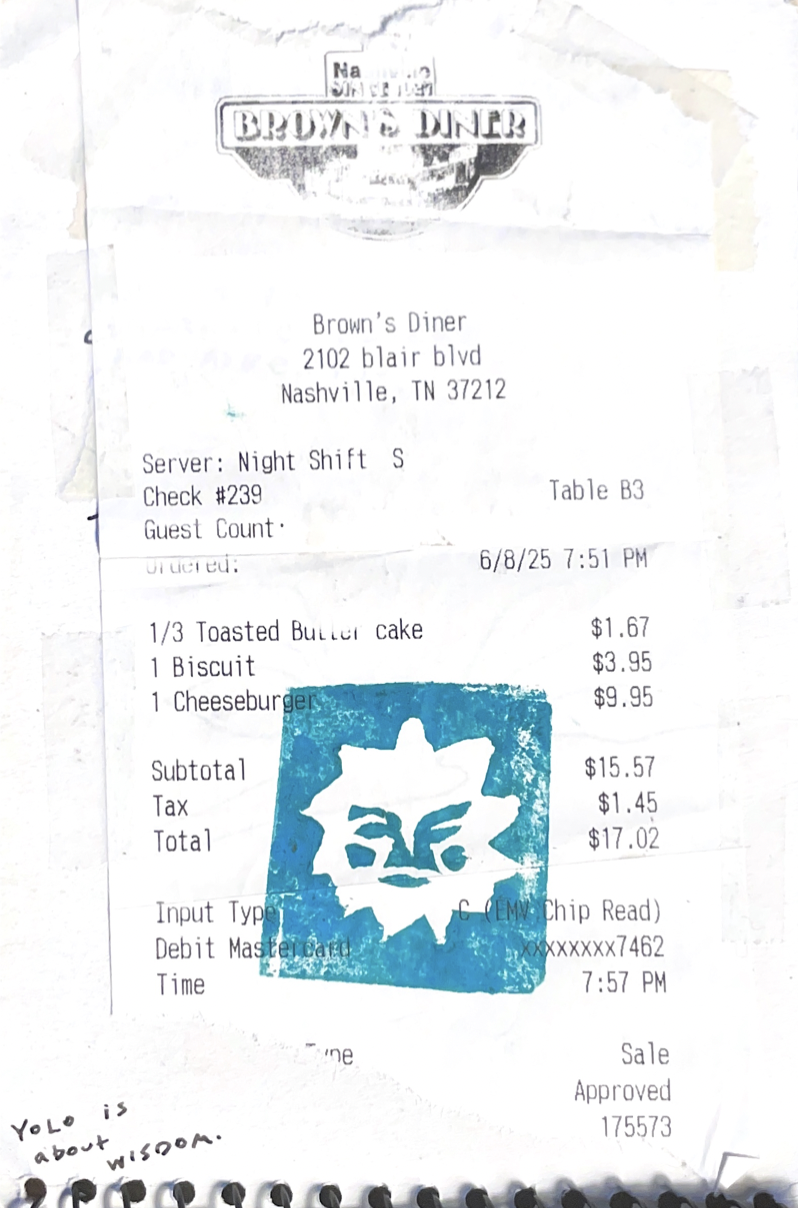 BROWN'S DINER
Brown's Diner
2102 blair blvd
Nashville, TN 37212
Server: Night Shift S
Check #239 Table B3
Guest Count
Ordered: 6/8/25 7:51 PM
1/3 Toasted Butter cake $1.67
1 Biscuit $3.95
1 Cheeseburger $9.95
Subtotal $15.57
Tax $1.45
Total $17.02
Input Type C (EMV Chip Read)
Debit Mastercard xxxxxxxx7462
Time 7:57 PM
Type Sale
Approved
175573
YOLO is
about
WISDOM.